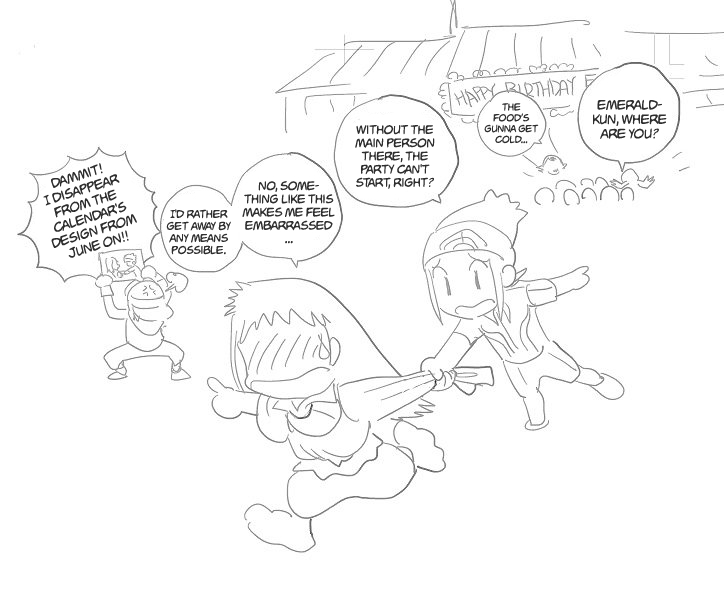 HAPPY BIRTHDAY E
THE
FOOD'S
GUNNA GET
COLD...
EMERALD-
KUN, WHERE
ARE YOU?
WITHOUT THE
MAIN PERSON
THERE, THE
PARTY CAN'T
START, RIGHT?
NO, SOME-
THING LIKE THIS
MAKES ME FEEL
EMBARRASSED
...
I'D RATHER
GET AWAY BY
ANY MEANS
POSSIBLE.
DAMMIT!
I DISAPPEAR
FROM THE
CALENDAR'S
DESIGN FROM
JUNE ON!!